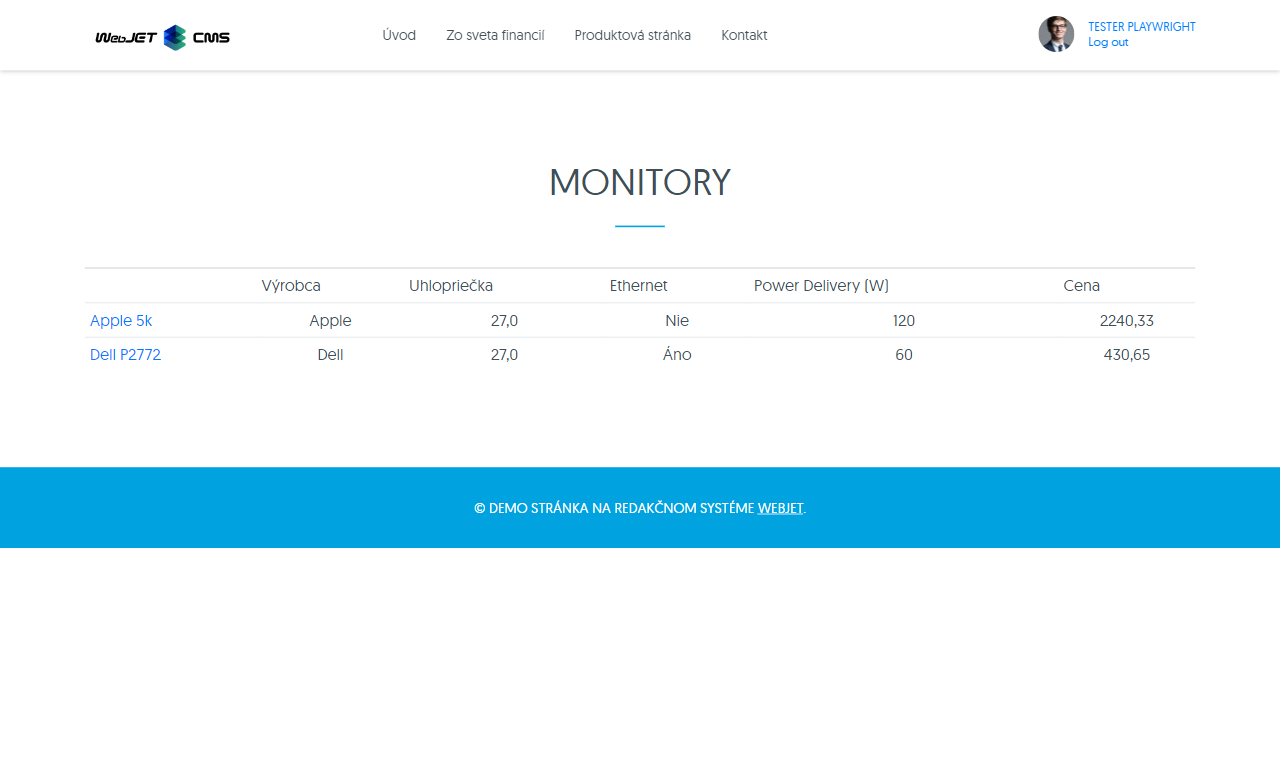 WebJET CMS Úvod Zo sveta financií Produktová stránka Kontakt TESTER PLAYWRIGHT
Log out
MONITORY
Výrobca Uhlopriečka Ethernet Power Delivery (W) Cena
Apple 5k Apple 27,0 Nie 120 2240,33
Dell P2772 Dell 27,0 Áno 60 430,65
© DEMO STRÁNKA NA REDAKČNOM SYSTÉME WEBJET.